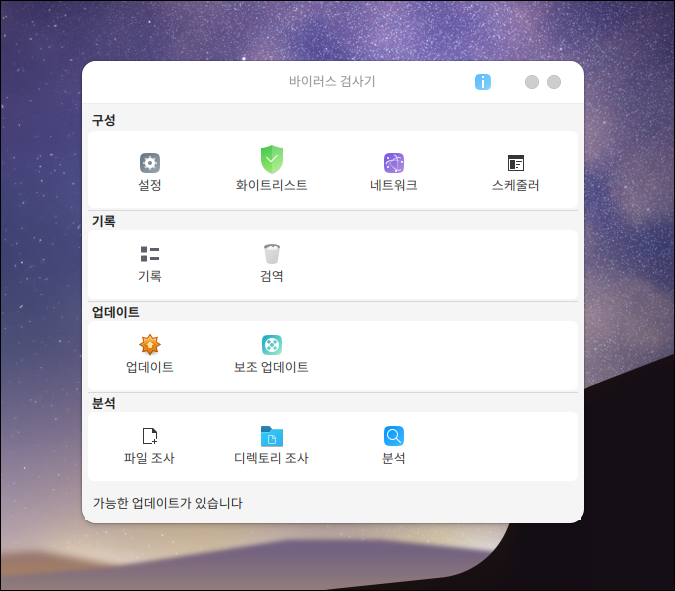 바이러스 검사기
구성
설정 화이트리스트 네트워크 스케줄러
기록
기록 검역
업데이트
업데이트 보조 업데이트
분석
파일 조사 디렉토리 조사 분석
가능한 업데이트가 있습니다